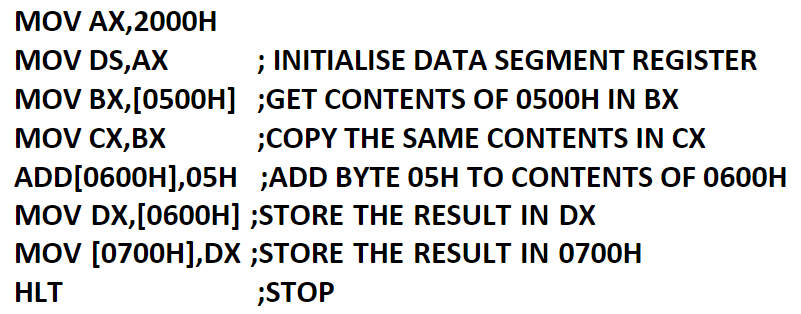 MOV AX,2000H
MOV DS,AX ; INITIALISE DATA SEGMENT REGISTER
MOV BX,[0500H] ;GET CONTENTS OF 0500H IN BX
MOV CX,BX ;COPY THE SAME CONTENTS IN CX
ADD[0600H],05H ;ADD BYTE 05H TO CONTENTS OF 0600H
MOV DX,[0600H] ;STORE THE RESULT IN DX
MOV [0700H],DX ;STORE THE RESULT IN 0700H
HLT ;STOP